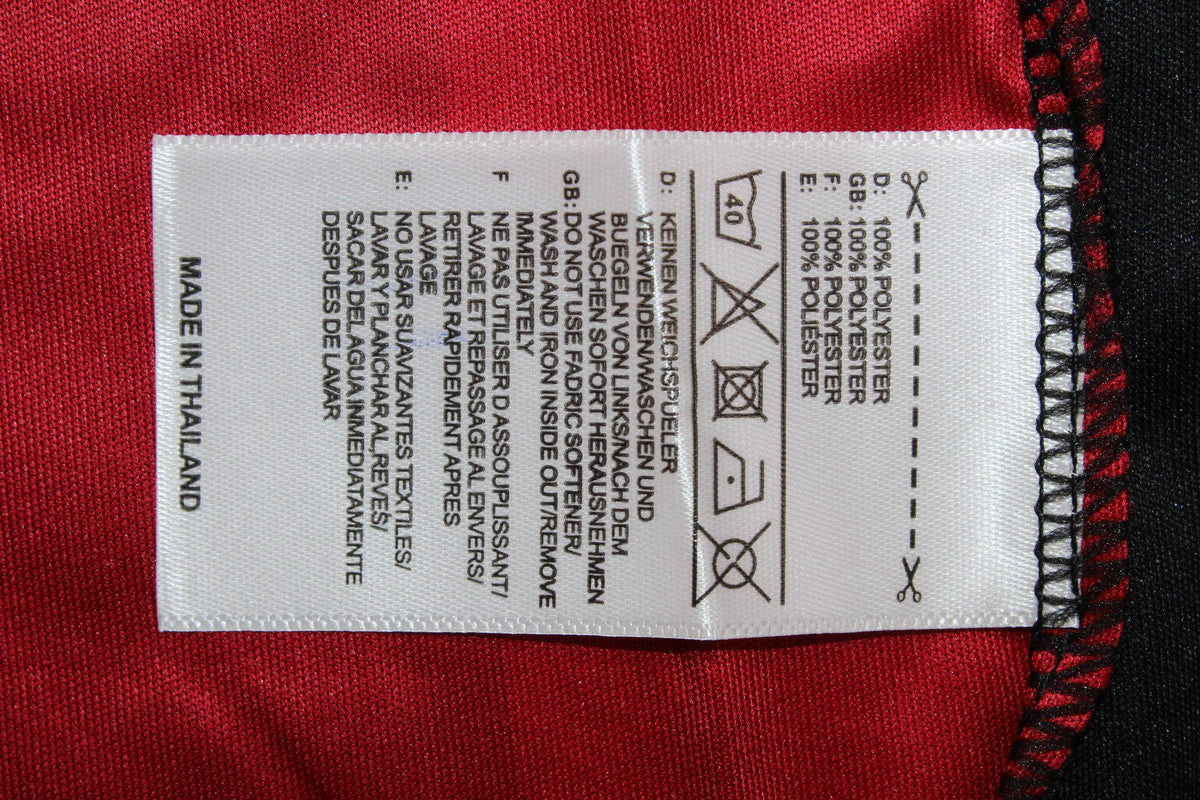 D: 100% POLYESTER
GB: 100% POLYESTER
F: 100% POLYESTER
E: 100% POLIÉSTER
40
D: KEINEN WEICHSPUELER
VERWENDEN/WASCHEN UND
BUEGELN VON LINKS/NACH DEM
WASCHEN SOFORT HERAUSNEHMEN
GB: DO NOT USE FADRIC SOFTENER/
WASH AND IRON INSIDE OUT/REMOVE
IMMEDIATELY
F NE PAS UTILISER D ASSOUPLISSANT/
LAVAGE ET REPASSAGE AL ENVERS/
RETIRER RAPIDEMENT APRES
LAVAGE
E: NO USAR SUAVIZANTES TEXTILES/
LAVAR Y PLANCHAR AL,REVES/
SACAR DEL AGUA INMEDIATAMENTE
DESPUES DE LAVAR
MADE IN THAILAND